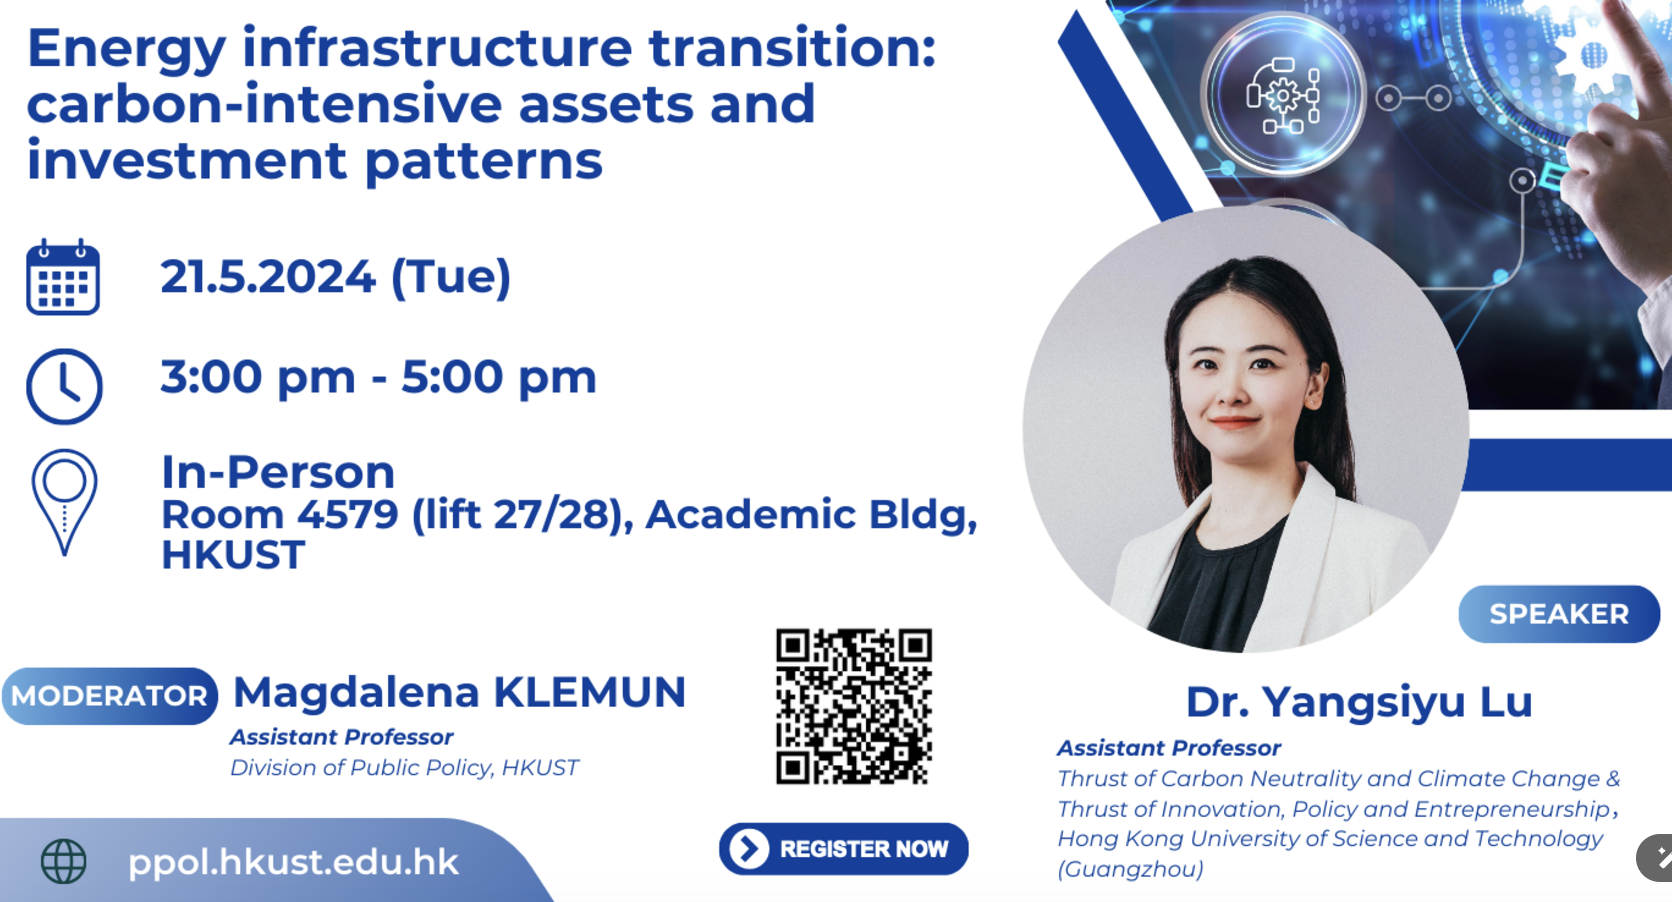 Energy infrastructure transition:
carbon-intensive assets and
investment patterns
21.5.2024 (Tue)
3:00 pm - 5:00 pm
In-Person
Room 4579 (lift 27/28), Academic Bldg,
HKUST
MODERATOR
Magdalena KLEMUN
Assistant Professor
Division of Public Policy, HKUST
REGISTER NOW
ppol.hkust.edu.hk
SPEAKER
Dr. Yangsiyu Lu
Assistant Professor
Thrust of Carbon Neutrality and Climate Change &
Thrust of Innovation, Policy and Entrepreneurship，
Hong Kong University of Science and Technology
(Guangzhou)